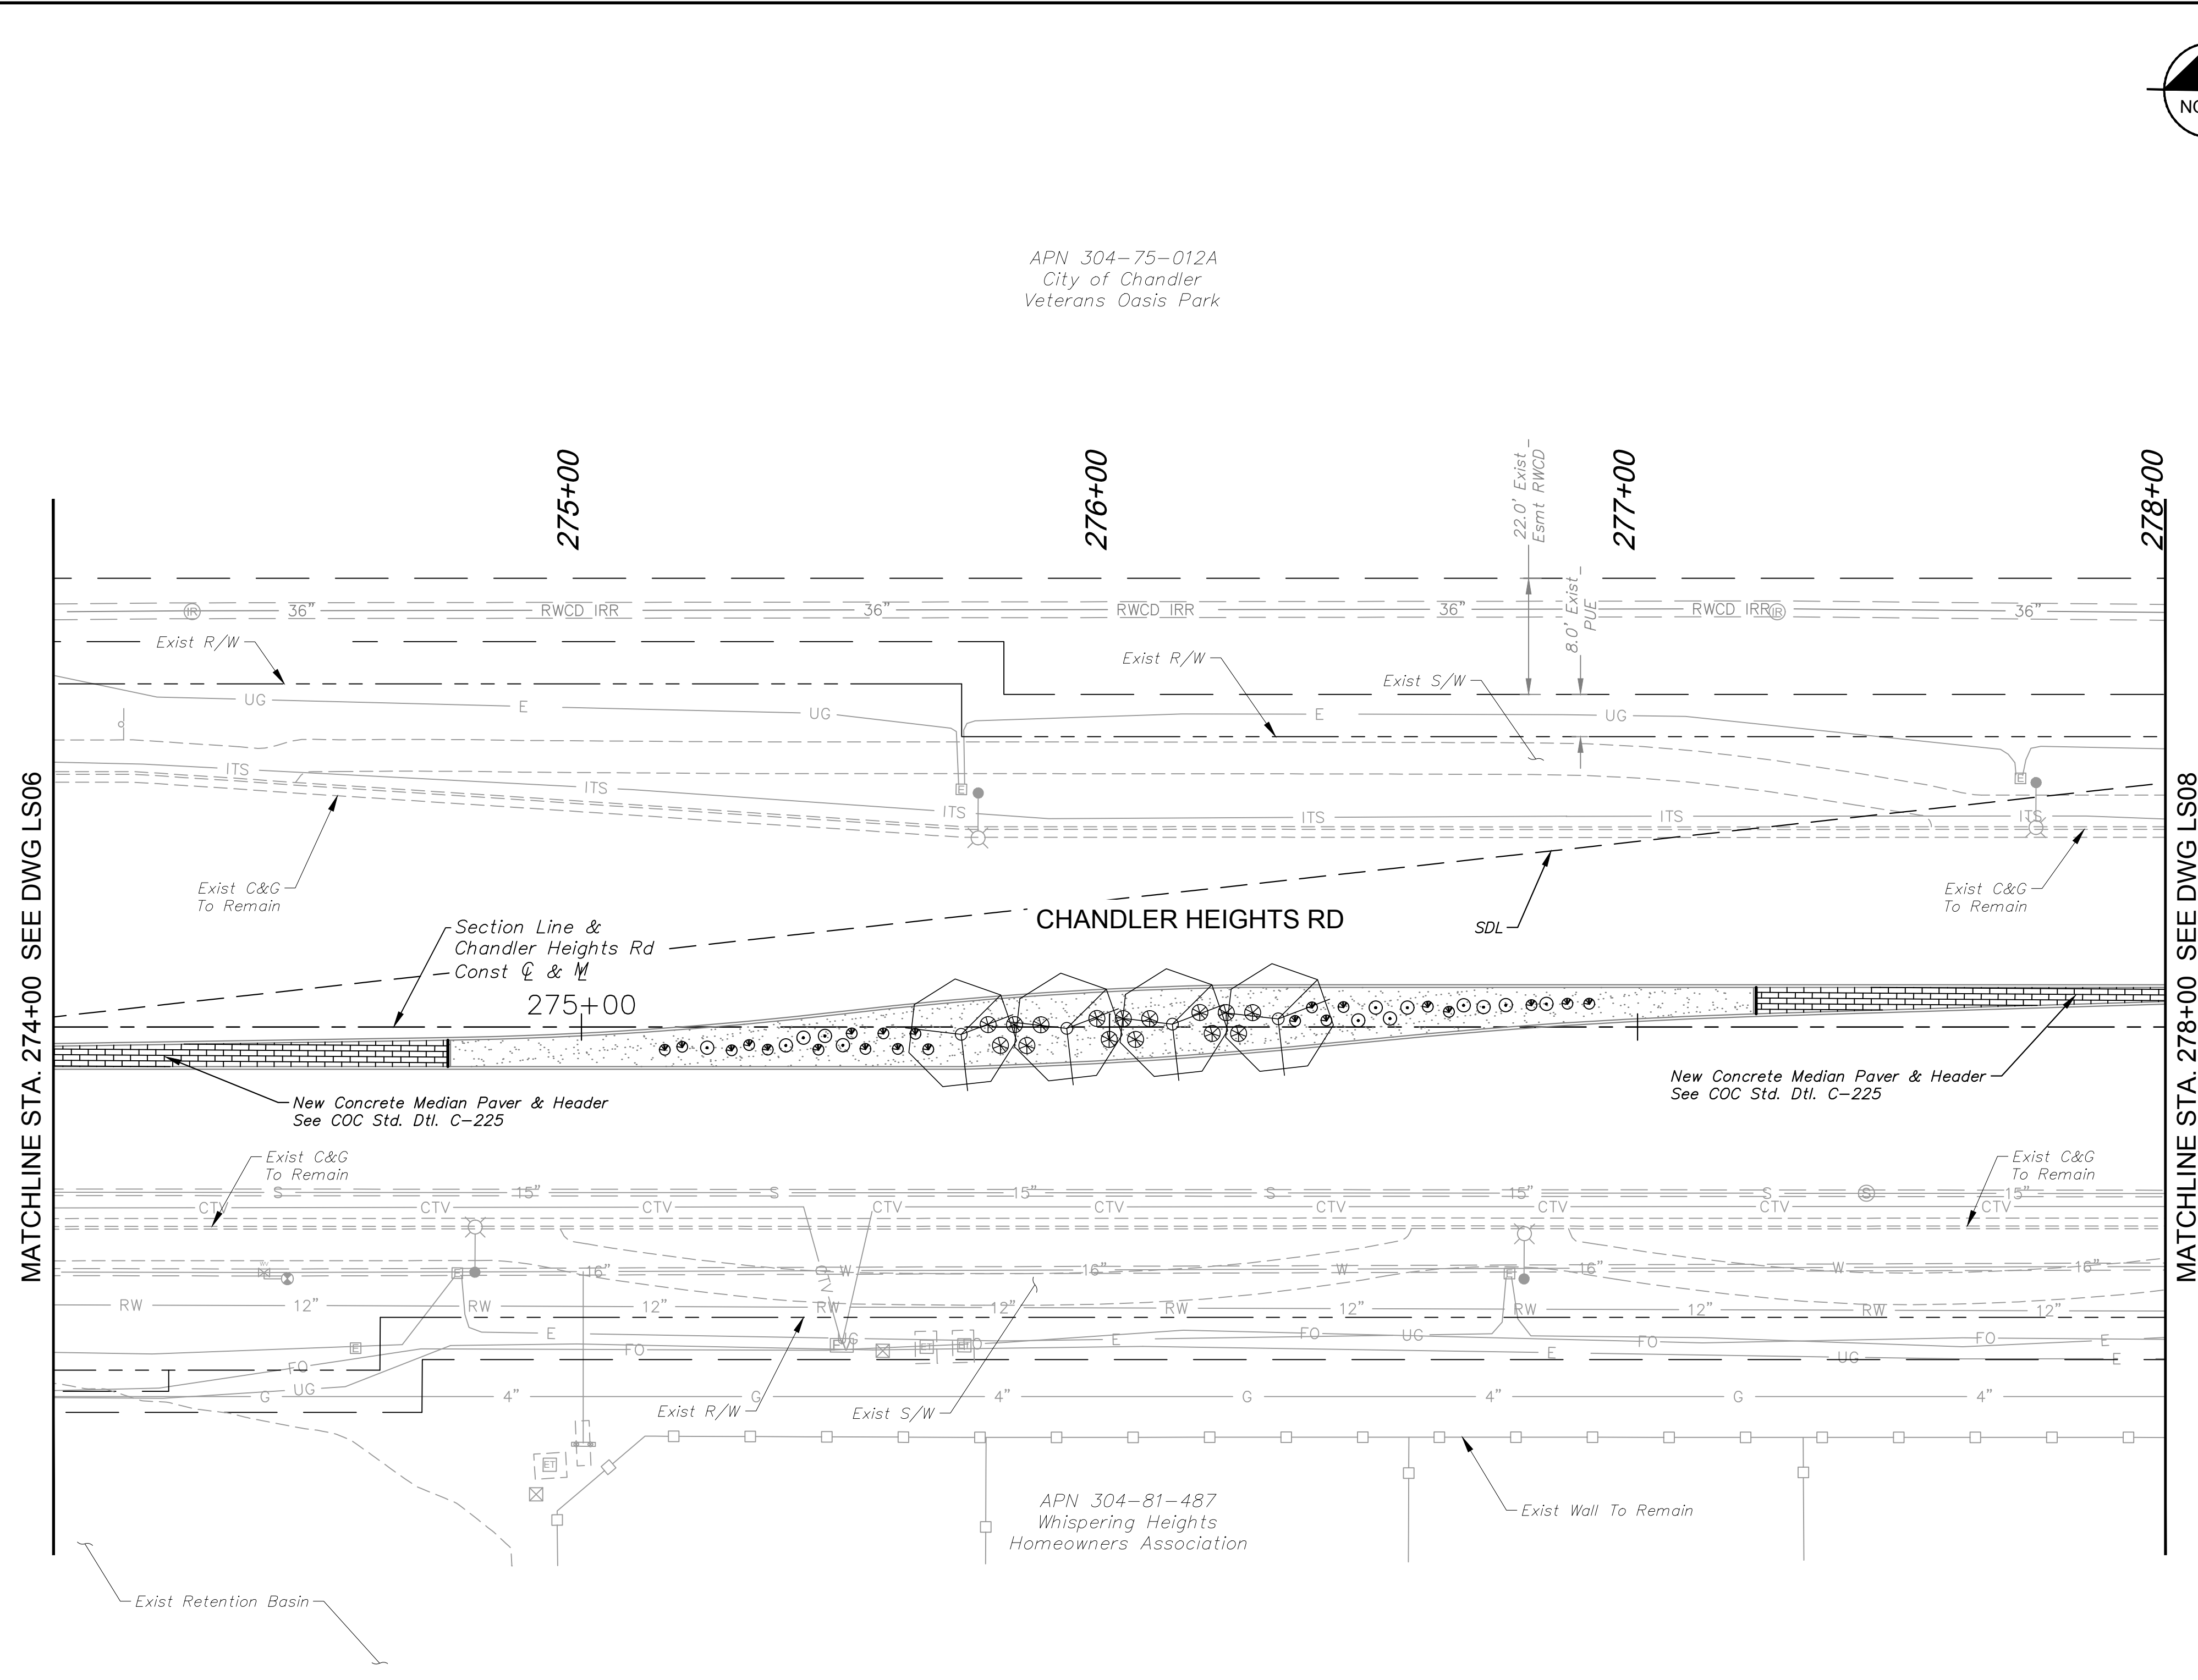 APN 304-75-012A
City of Chandler
Veterans Oasis Park
275+00
276+00
277+00
278+00
22.0' Exist
Esmt RWCD
8.0' Exist
PUE
IR
36"
RWCD IRR
36"
RWCD IRR
36"
RWCD IRR
IR
36"
Exist R/W
Exist R/W
Exist S/W
UG
E
UG
E
UG
ITS
ITS
ITS
ITS
ITS
ITS
E
E
Exist C&G
To Remain
Exist C&G
To Remain
CHANDLER HEIGHTS RD
SDL
Section Line &
Chandler Heights Rd
Const ℄ & M
275+00
MATCHLINE STA. 274+00  SEE DWG LS06
MATCHLINE STA. 278+00  SEE DWG LS08
New Concrete Median Paver & Header
See COC Std. Dtl. C-225
New Concrete Median Paver & Header
See COC Std. Dtl. C-225
Exist C&G
To Remain
Exist C&G
To Remain
S
15"
S
15"
S
15"
S
S
15"
CTV
CTV
CTV
CTV
CTV
CTV
CTV
CTV
CTV
E
16"
W
16"
W
E
16"
W
16"
RW
12"
RW
12"
RW
12"
RW
12"
RW
12"
RW
12"
E
E
UG
E
FO
UG
FO
FO
E
FO
FO
ET
ET
E
UG
E
UG
G
4"
G
4"
G
4"
G
4"
Exist R/W
Exist S/W
ET
APN 304-81-487
Whispering Heights
Homeowners Association
Exist Wall To Remain
Exist Retention Basin